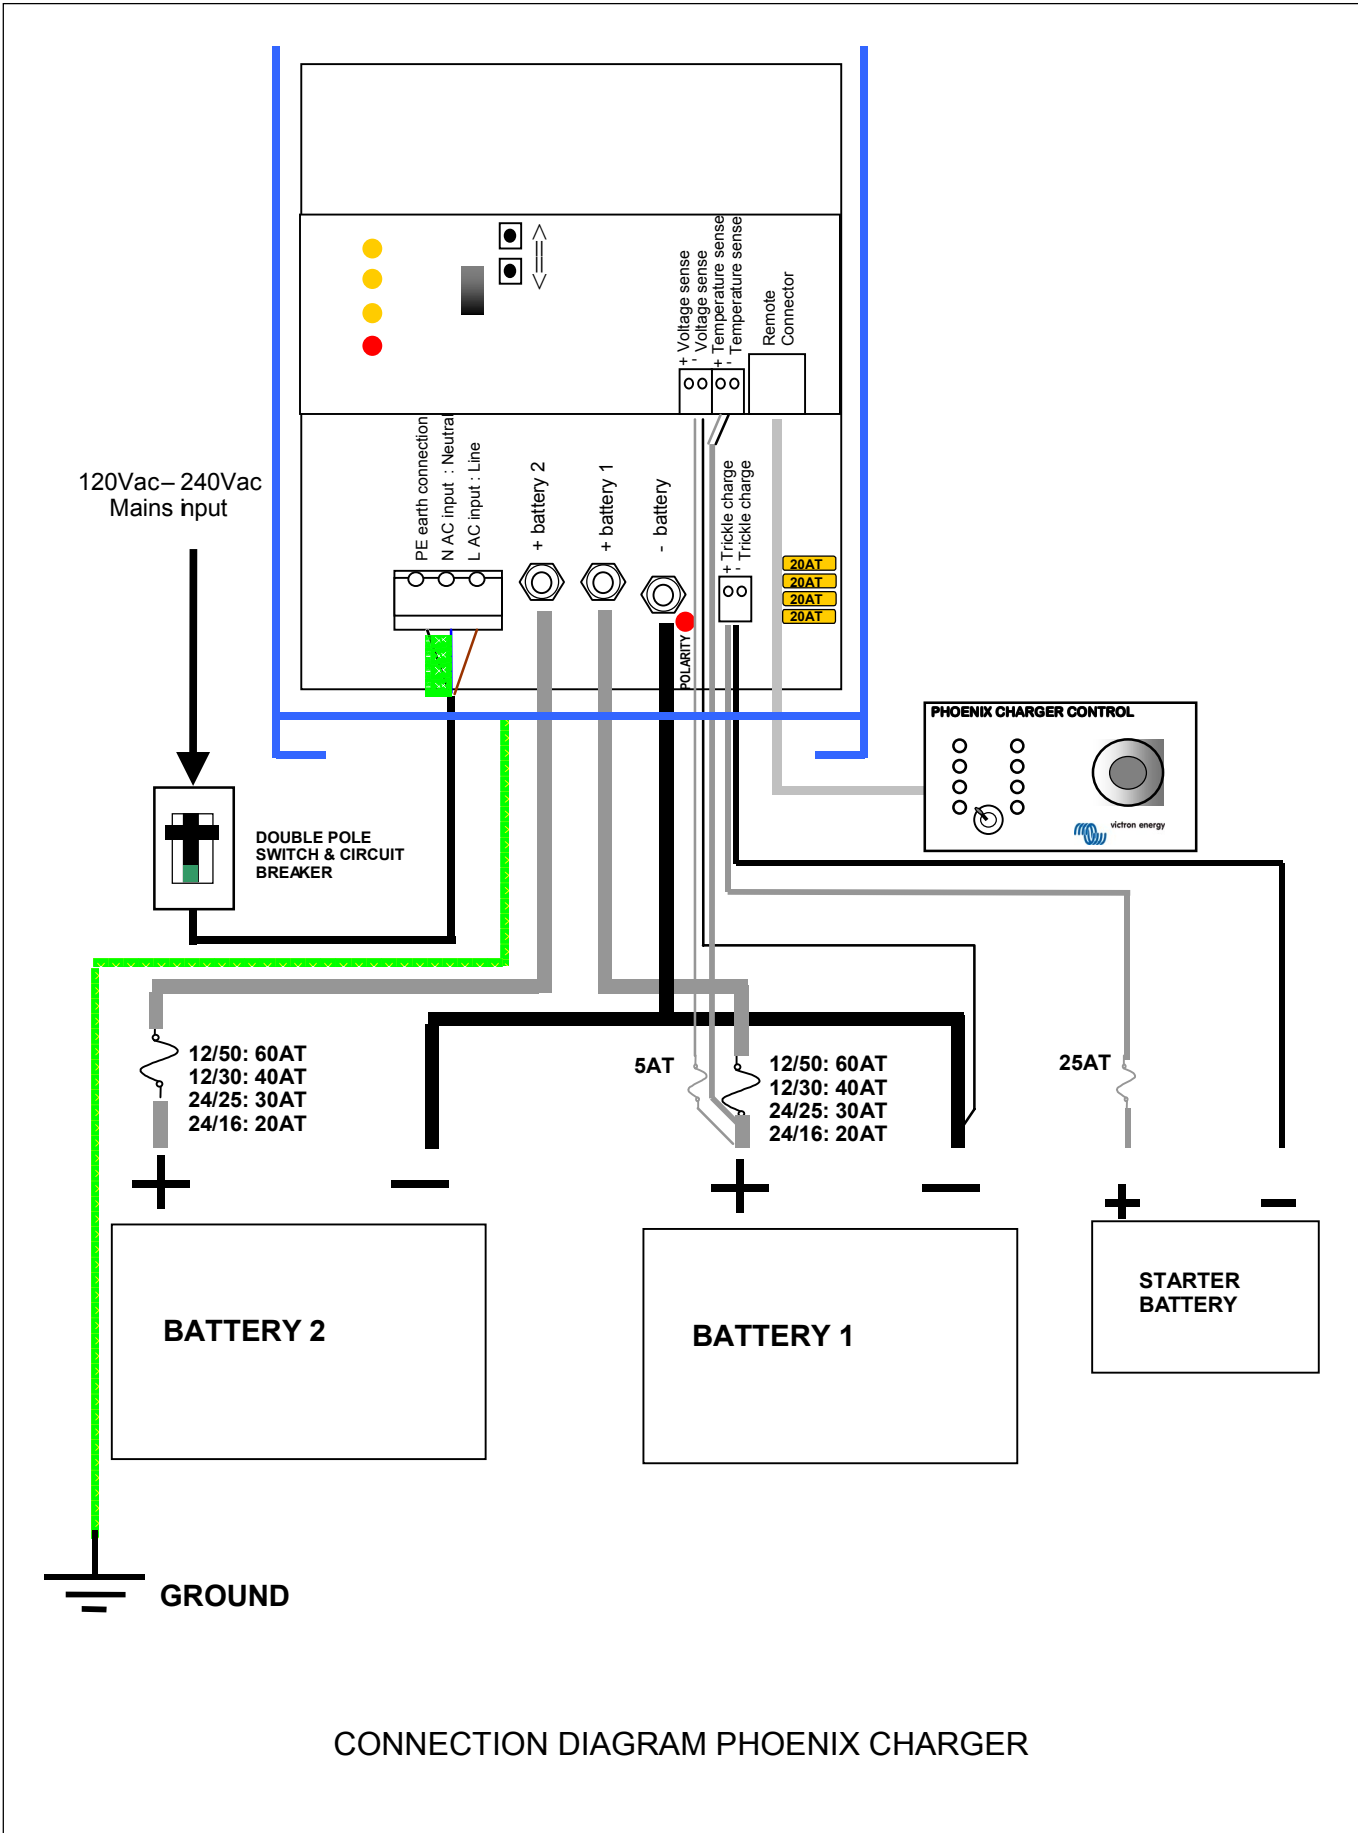 + Voltage sense
- Voltage sense
+ Temperature sense
- Temperature sense
Remote
Connector
<==>
PE earth connection
N AC input : Neutral
L AC input : Line
+ battery 2
+ battery 1
- battery
+ Trickle charge
- Trickle charge
120Vac– 240Vac
Mains input
20AT
20AT
20AT
20AT
POLARITY
PHOENIX CHARGER CONTROL
victron energy
DOUBLE POLE
SWITCH & CIRCUIT
BREAKER
12/50: 60AT
12/30: 40AT
24/25: 30AT
24/16: 20AT
5AT
12/50: 60AT
12/30: 40AT
24/25: 30AT
24/16: 20AT
25AT
+
−
+
−
+
−
BATTERY 2
BATTERY 1
STARTER
BATTERY
GROUND
CONNECTION DIAGRAM PHOENIX CHARGER